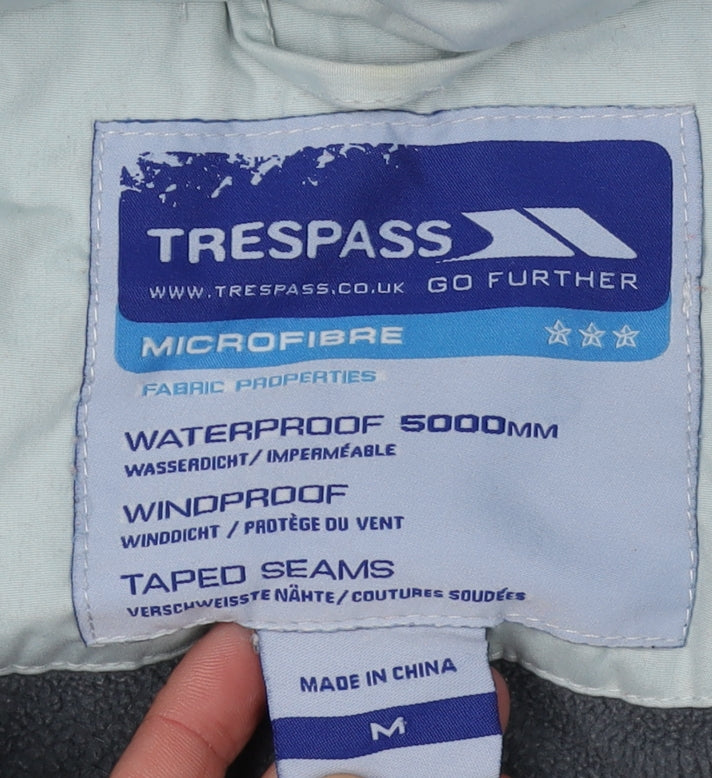 TRESPASS
WWW.TRESPASS.CO.UK GO FURTHER
MICROFIBRE
FABRIC PROPERTIES
WATERPROOF 5000MM
WASSERDICHT/IMPERMÉABLE
WINDPROOF
WINDDICHT / PROTÈGE DU VENT
TAPED SEAMS
VERSCHWEISSTE NÄHTE/COUTURES SOUDÉES
MADE IN CHINA
M